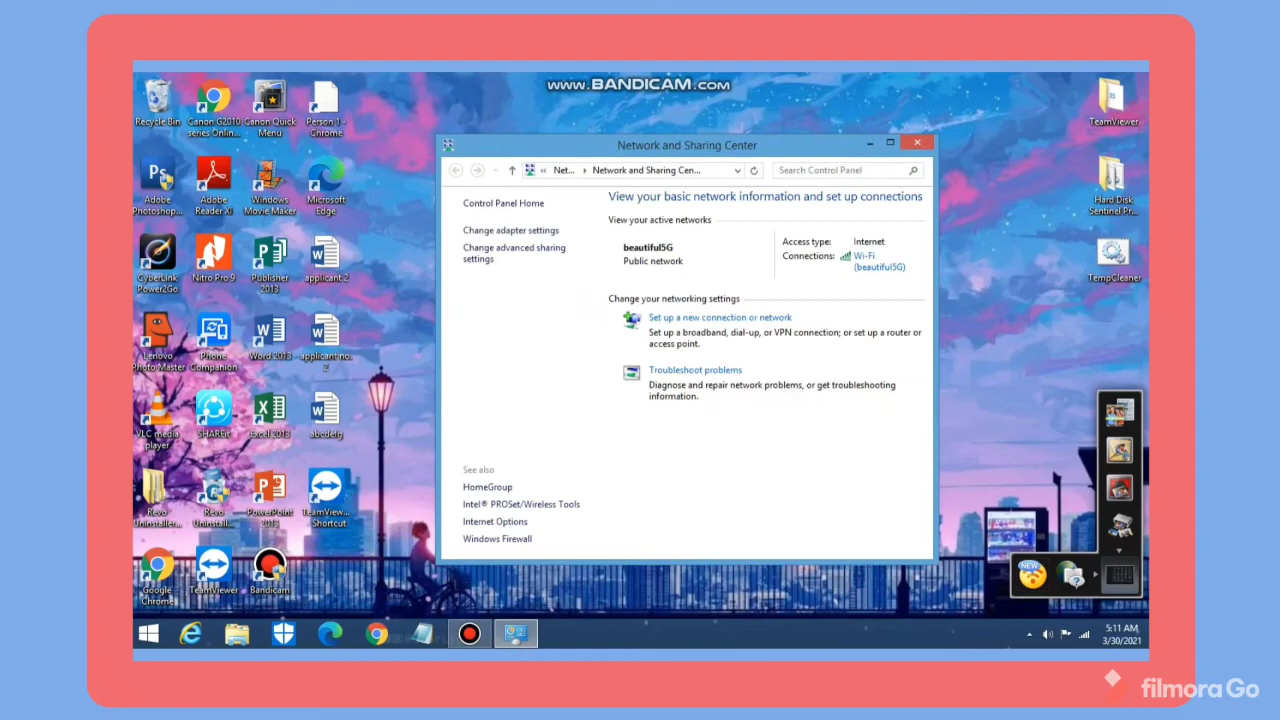 www.BANDICAM.com
Recycle Bin
Canon G2010
series Onlin...
Canon Quick
Menu
Person 1 -
Chrome
TeamViewer
Adobe
Photoshop...
Adobe
Reader XI
Windows
Movie Maker
Microsoft
Edge
Hard Disk
Sentinel Pr...
CyberLink
Power2Go
Nitro Pro 9
Publisher
2013
applicant 2
TempCleaner
Lenovo
Photo Master
Phone
Companion
Word 2013
applicant no.
2
VLC media
player
SHAREit
Excel 2013
abcdefg
Revo
Uninstaller...
Revo
Uninstall...
PowerPoint
2013
TeamView...
Shortcut
Google
Chrome
TeamViewer
Bandicam
Network and Sharing Center
Net...
Network and Sharing Cen...
Search Control Panel
Control Panel Home
Change adapter settings
Change advanced sharing
settings
View your basic network information and set up connections
View your active networks
beautiful5G
Public network
Access type: Internet
Connections: Wi-Fi
(beautiful5G)
Change your networking settings
Set up a new connection or network
Set up a broadband, dial-up, or VPN connection; or set up a router or
access point.
Troubleshoot problems
Diagnose and repair network problems, or get troubleshooting
information.
See also
HomeGroup
Intel® PROSet/Wireless Tools
Internet Options
Windows Firewall
NEW
5:11 AM
3/30/2021
filmoraGo